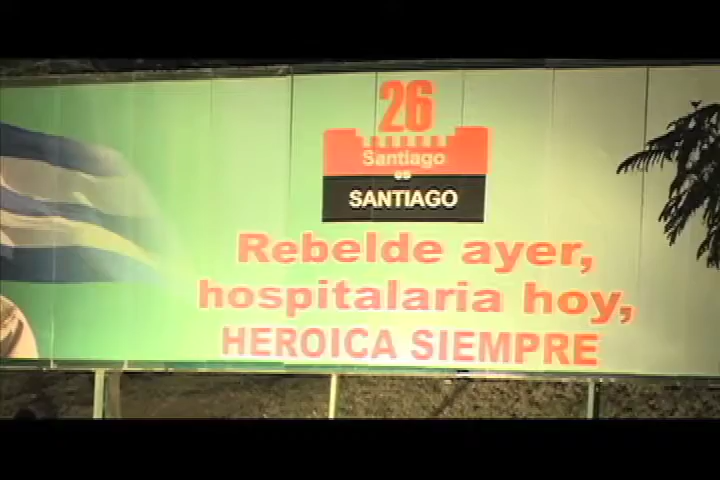 26
Santiago
es
SANTIAGO
Rebelde ayer,
hospitalaria hoy,
HEROICA SIEMPRE